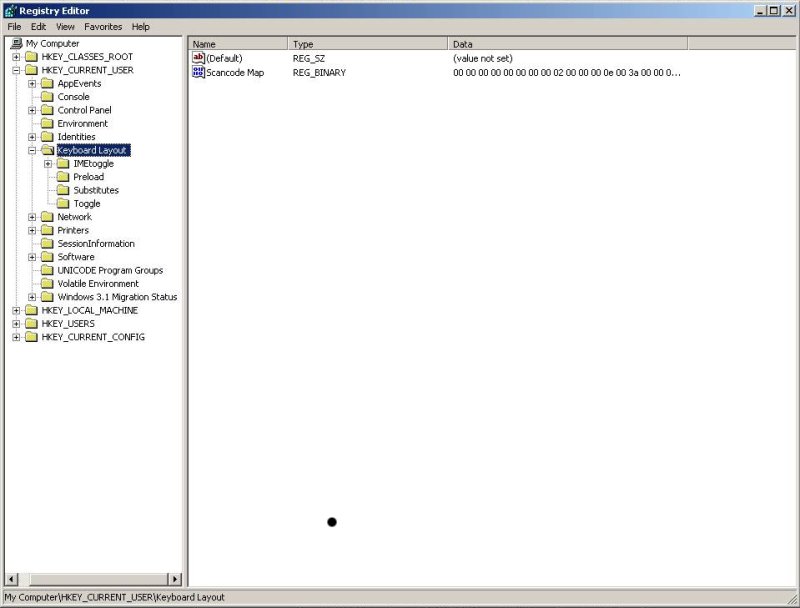 Registry Editor
File Edit View Favorites Help
My Computer
HKEY_CLASSES_ROOT
HKEY_CURRENT_USER
AppEvents
Console
Control Panel
Environment
Identities
Keyboard Layout
IMEtoggle
Preload
Substitutes
Toggle
Network
Printers
SessionInformation
Software
UNICODE Program Groups
Volatile Environment
Windows 3.1 Migration Status
HKEY_LOCAL_MACHINE
HKEY_USERS
HKEY_CURRENT_CONFIG
Name Type Data
(Default) REG_SZ (value not set)
Scancode Map REG_BINARY 00 00 00 00 00 00 00 00 02 00 00 00 0e 00 3a 00 00 0...
My Computer\HKEY_CURRENT_USER\Keyboard Layout